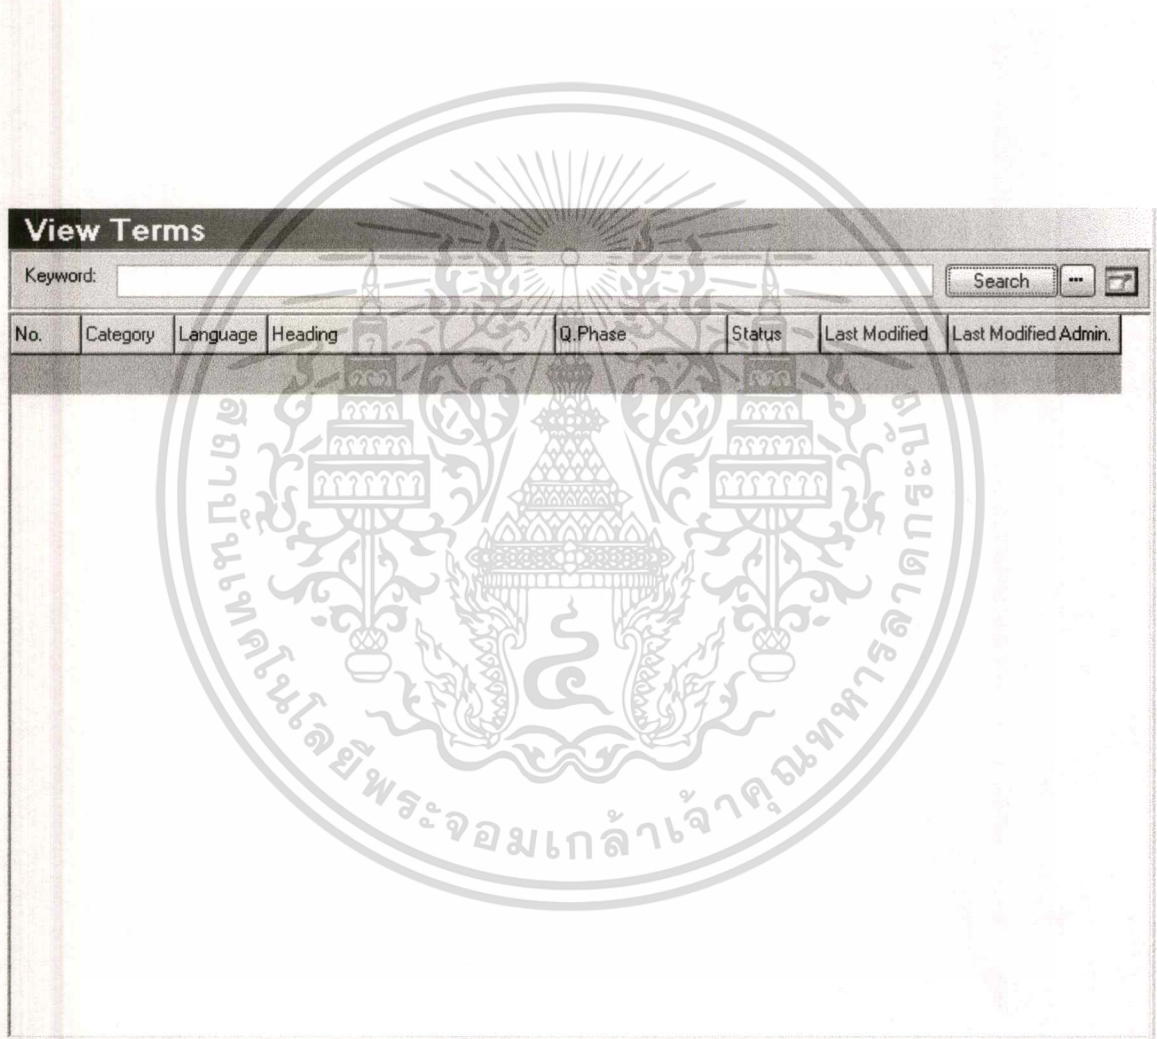 View Terms
Keyword: Search ...
No. Category Language Heading Q.Phase Status Last Modified Last Modified Admin.
สถาบันเทคโนโลยีพระจอมเกล้าเจ้าคุณทหารลาดกระบัง